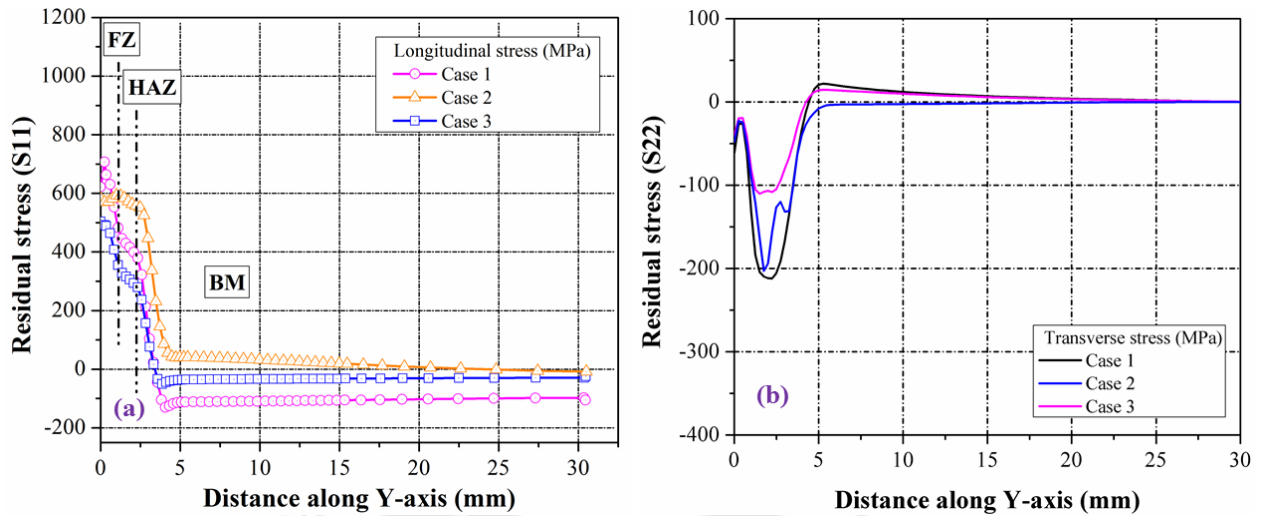 1200
1000
800
600
400
200
0
-200
Residual stress (S11)
FZ
HAZ
BM
Longitudinal stress (MPa)
Case 1
Case 2
Case 3
(a)
0 5 10 15 20 25 30
Distance along Y-axis (mm)
100
0
-100
-200
-300
-400
Residual stress (S22)
Transverse stress (MPa)
Case 1
Case 2
Case 3
(b)
0 5 10 15 20 25 30
Distance along Y-axis (mm)